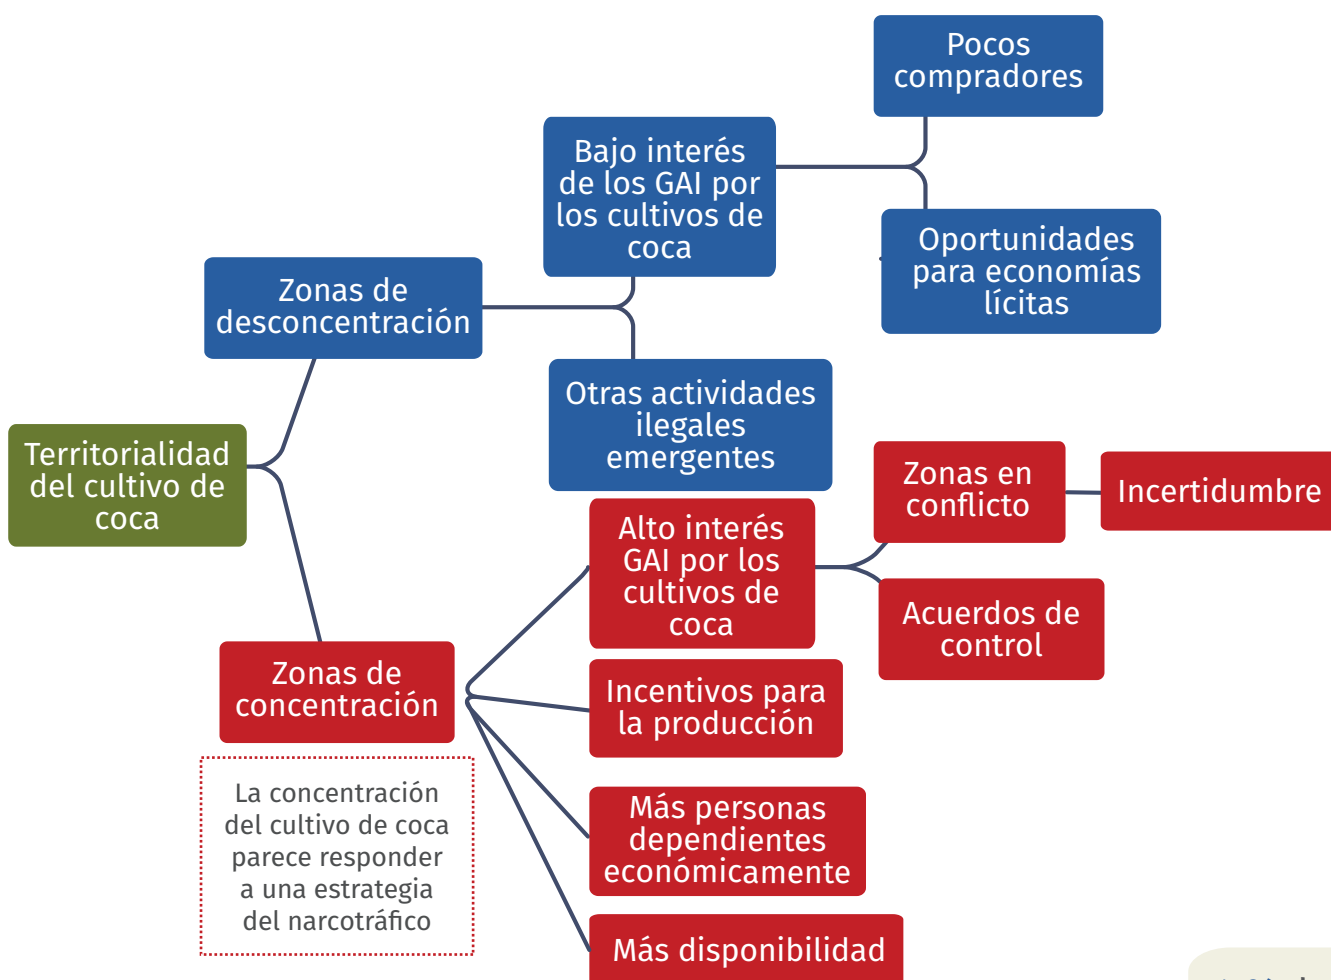 Pocos
compradores
Bajo interés
de los GAI por
los cultivos de
coca
Oportunidades
para economías
lícitas
Zonas de
desconcentración
Otras actividades
ilegales
emergentes
Territorialidad
del cultivo de
coca
Zonas en
conflicto
Incertidumbre
Alto interés
GAI por los
cultivos de
coca
Acuerdos de
control
Zonas de
concentración
Incentivos para
la producción
La concentración
del cultivo de coca
parece responder
a una estrategia
del narcotráfico
Más personas
dependientes
económicamente
Más disponibilidad